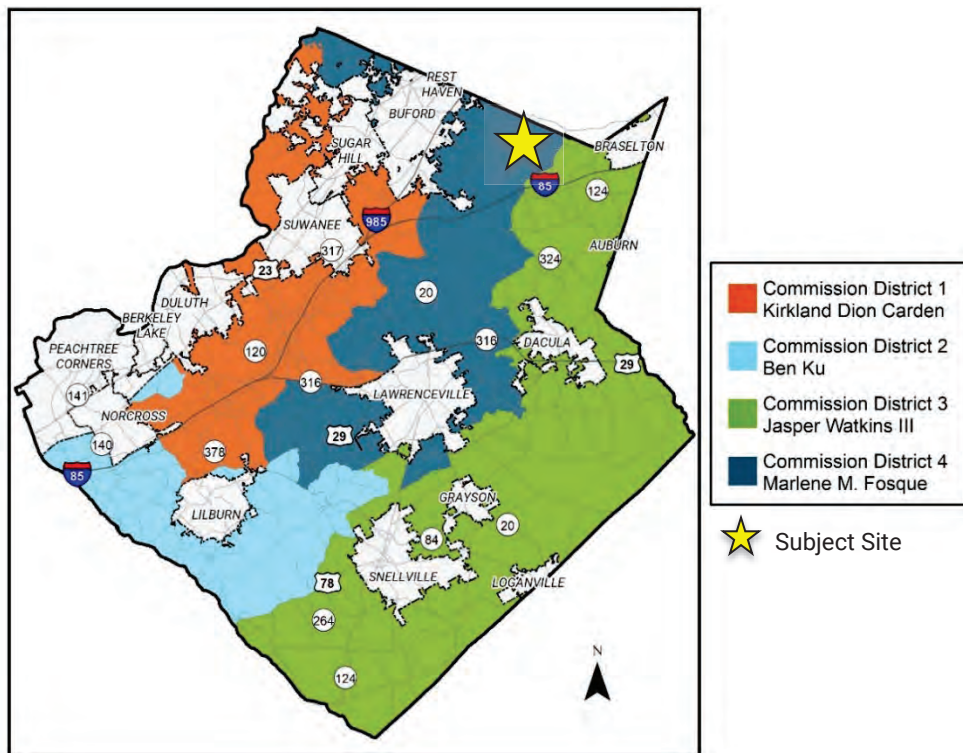 REST
HAVEN
BUFORD
SUGAR
HILL
BRASELTON
85
124
SUWANEE
985
317
AUBURN
324
23
20
DULUTH
BERKELEY
LAKE
PEACHTREE
CORNERS
120
316
DACULA
29
316
141
LAWRENCEVILLE
NORCROSS
29
140
378
85
LILBURN
GRAYSON
20
84
SNELLVILLE
78
LOGANVILLE
264
124
N
Commission District 1
Kirkland Dion Carden
Commission District 2
Ben Ku
Commission District 3
Jasper Watkins III
Commission District 4
Marlene M. Fosque
Subject Site